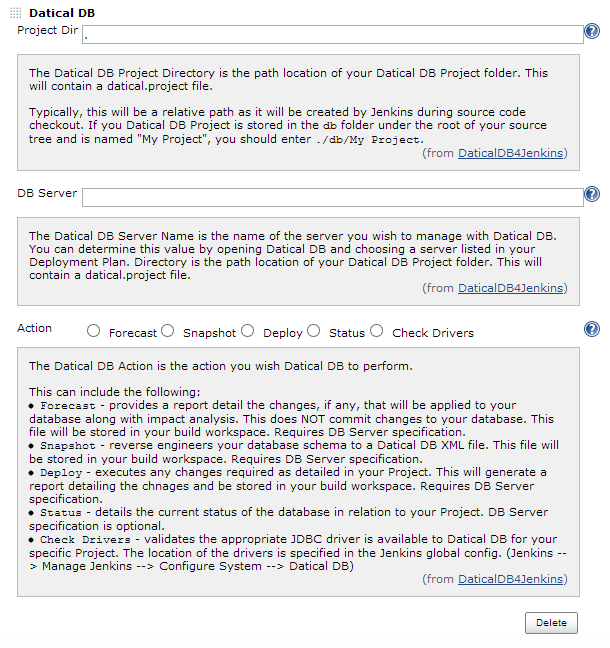 Datical DB
Project Dir .
The Datical DB Project Directory is the path location of your Datical DB Project folder. This
will contain a datical.project file.
Typically, this will be a relative path as it will be created by Jenkins during source code
checkout. If you Datical DB Project is stored in the db folder under the root of your source
tree and is named "My Project", you should enter ./db/My Project.
(from DaticalDB4Jenkins)
DB Server
The Datical DB Server Name is the name of the server you wish to manage with Datical DB.
You can determine this value by opening Datical DB and choosing a server listed in your
Deployment Plan. Directory is the path location of your Datical DB Project folder. This will
contain a datical.project file.
(from DaticalDB4Jenkins)
Action Forecast Snapshot Deploy Status Check Drivers
The Datical DB Action is the action you wish Datical DB to perform.
This can include the following:
• Forecast - provides a report detail the changes, if any, that will be applied to your
database along with impact analysis. This does NOT commit changes to your database. This
file will be stored in your build workspace. Requires DB Server specification.
• Snapshot - reverse engineers your database schema to a Datical DB XML file. This file will
be stored in your build workspace. Requires DB Server specification.
• Deploy - executes any changes required as detailed in your Project. This will generate a
report detailing the chnages and be stored in your build workspace. Requires DB Server
specification.
• Status - details the current status of the database in relation to your Project. DB Server
specification is optional.
• Check Drivers - validates the appropriate JDBC driver is available to Datical DB for your
specific Project. The location of the drivers is specified in the Jenkins global config. (Jenkins --
> Manage Jenkins --> Configure System --> Datical DB)
(from DaticalDB4Jenkins)
Delete